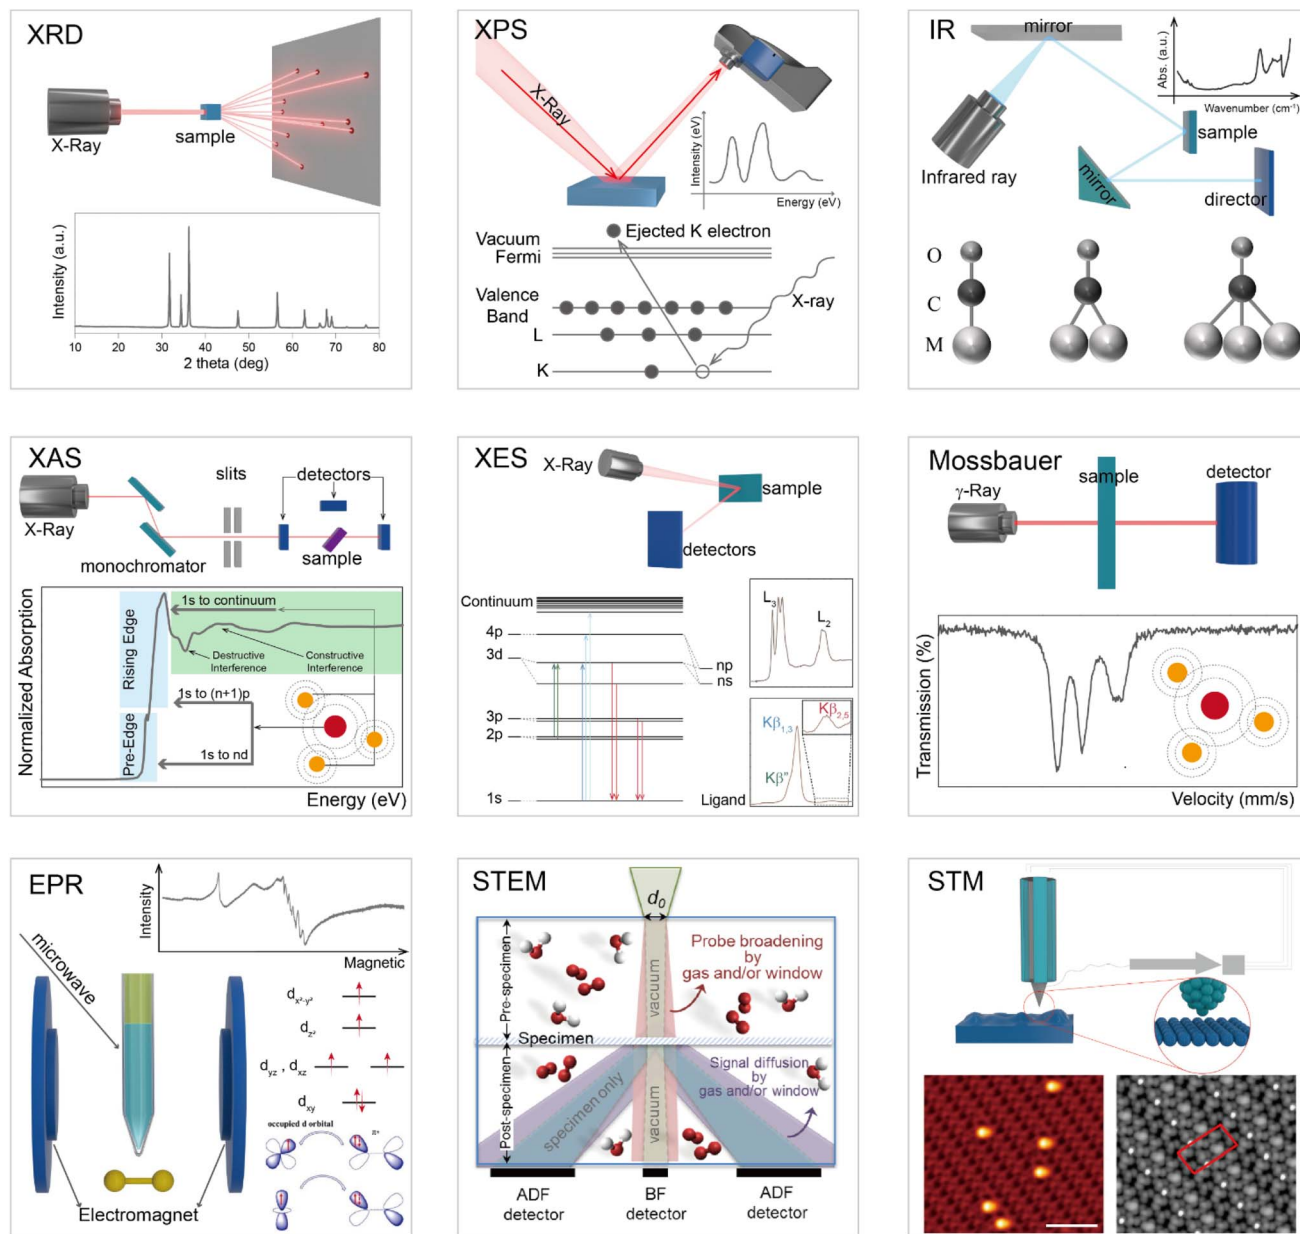 XRD
X-Ray
sample
Intensity (a.u.)
10 20 30 40 50 60 70 80
2 theta (deg)
XPS
X-Ray
Intensity (eV)
Energy (eV)
Ejected K electron
Vacuum
Fermi
Valence
Band
X-ray
L
K
IR
mirror
Abs. (a.u.)
Wavenumber (cm⁻¹)
sample
Infrared ray
mirror
director
O
C
M
XAS
slits
detectors
X-Ray
monochromator
sample
Normalized Absorption
Rising Edge
Pre-Edge
1s to continuum
Destructive
Interference
Constructive
Interference
1s to (n+1)p
1s to nd
Energy (eV)
XES
X-Ray
sample
detectors
Continuum
4p
3d
np
ns
3p
2p
1s
Ligand
L₃
L₂
Kβ₂,₅
Kβ₁,₃
Kβ"
Mossbauer
sample
detector
γ-Ray
Transmission (%)
Velocity (mm/s)
EPR
Intensity
Magnetic
microwave
dx²-y²
dz²
dyz , dxz
dxy
occupied d orbital
π*
Electromagnet
STEM
d₀
Pre-specimen
vacuum
Probe broadening
by
gas and/or window
Specimen
Post-specimen
specimen only
vacuum
Signal diffusion
by
gas and/or window
ADF
detector
BF
detector
ADF
detector
STM